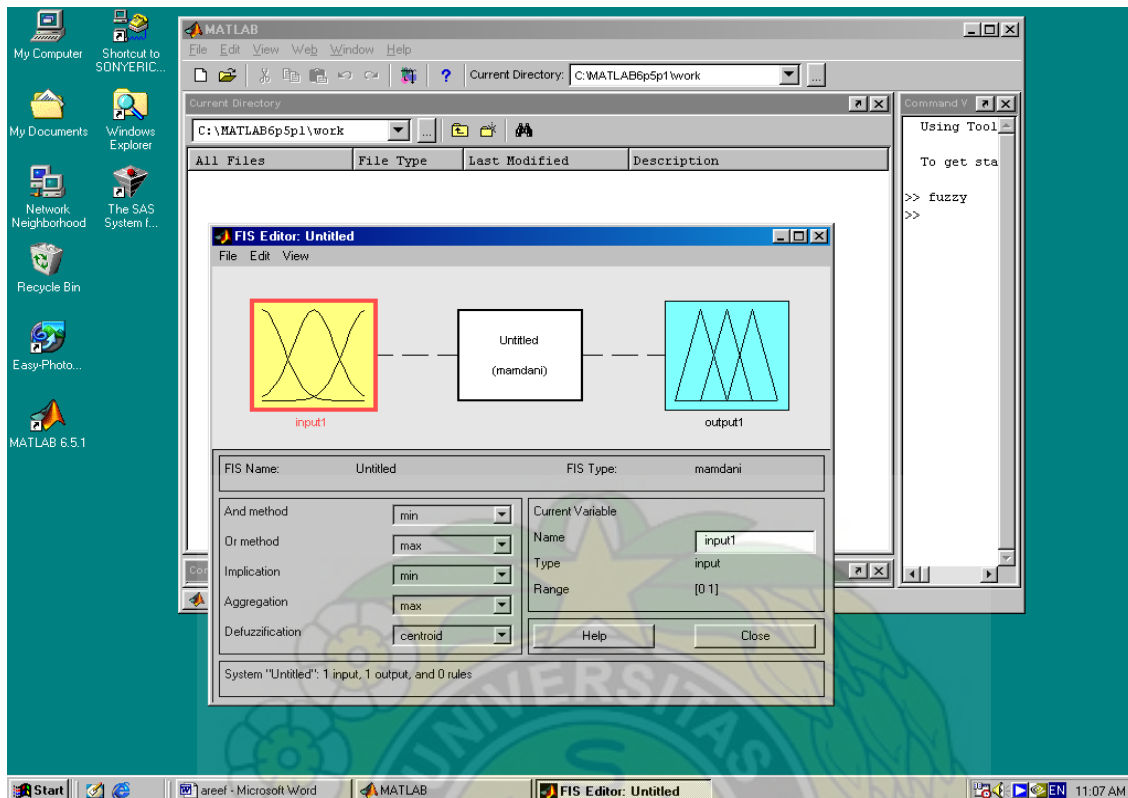 My Computer
Shortcut to
SONYERIC...
My Documents
Windows
Explorer
Network
Neighborhood
The SAS
System f...
Recycle Bin
Easy-Photo...
MATLAB 6.5.1
MATLAB
File Edit View Web Window Help
? Current Directory: C:\MATLAB6p5p1\work ...
Current Directory
C:\MATLAB6p5p1\work ...
All Files File Type Last Modified Description
Command V
Using Tool
To get sta
>> fuzzy
>>
FIS Editor: Untitled
File Edit View
input1
Untitled
(mamdani)
output1
FIS Name: Untitled FIS Type: mamdani
And method min
Or method max
Implication min
Aggregation max
Defuzzification centroid
Current Variable
Name input1
Type input
Range [0 1]
Help Close
System "Untitled": 1 input, 1 output, and 0 rules
Con
UNIVERSITAS
S
Start areef - Microsoft Word MATLAB FIS Editor: Untitled EN 11:07 AM